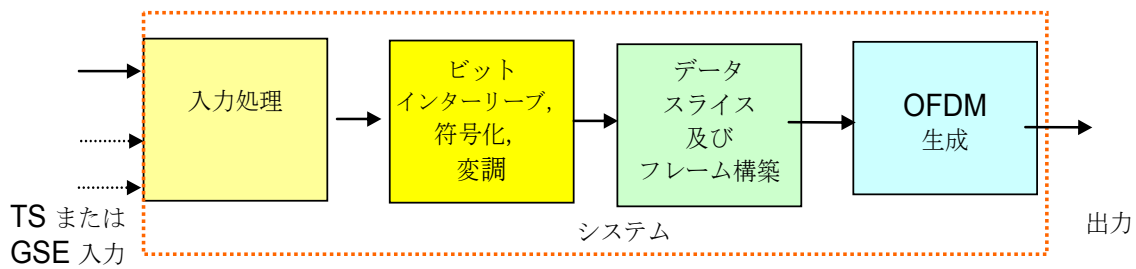 入力処理
ビット
インターリーブ,
符号化,
変調
データ
スライス
及び
フレーム構築
OFDM
生成
TS または
GSE 入力
システム
出力